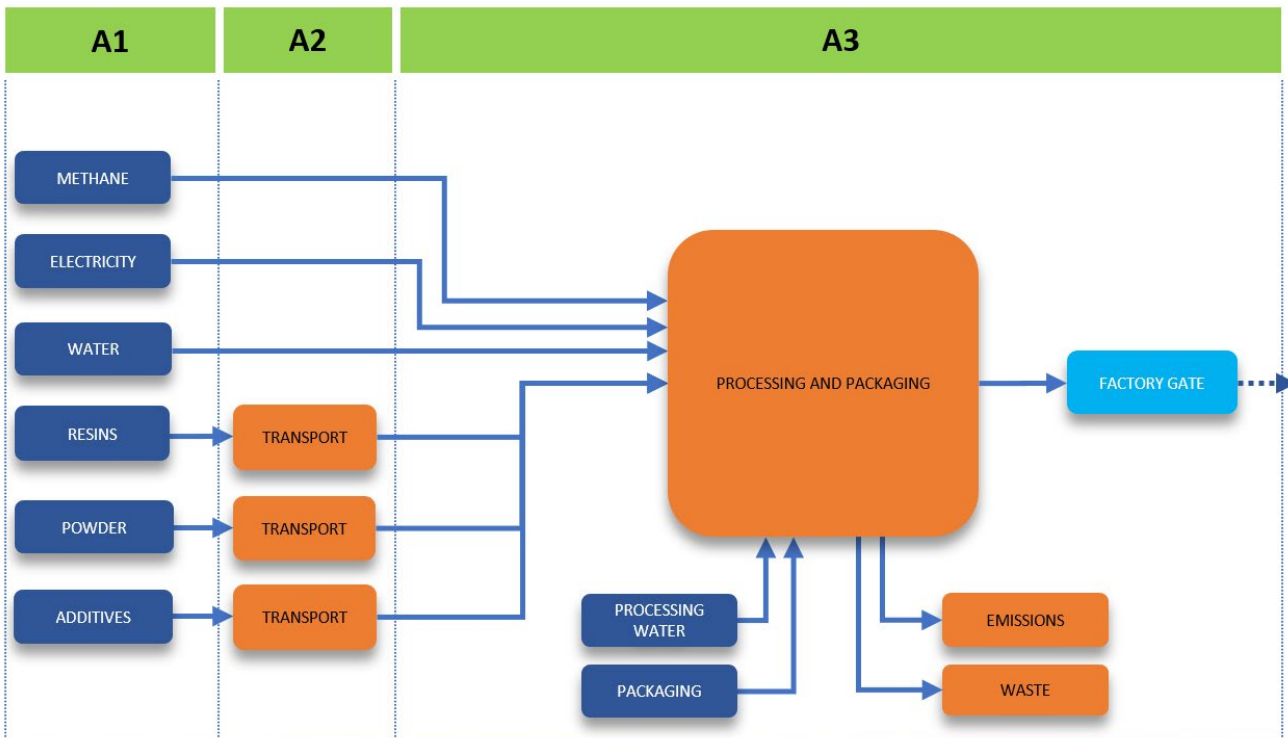 A1
A2
A3
METHANE
ELECTRICITY
WATER
RESINS
TRANSPORT
POWDER
TRANSPORT
ADDITIVES
TRANSPORT
PROCESSING AND PACKAGING
FACTORY GATE
PROCESSING
WATER
PACKAGING
EMISSIONS
WASTE